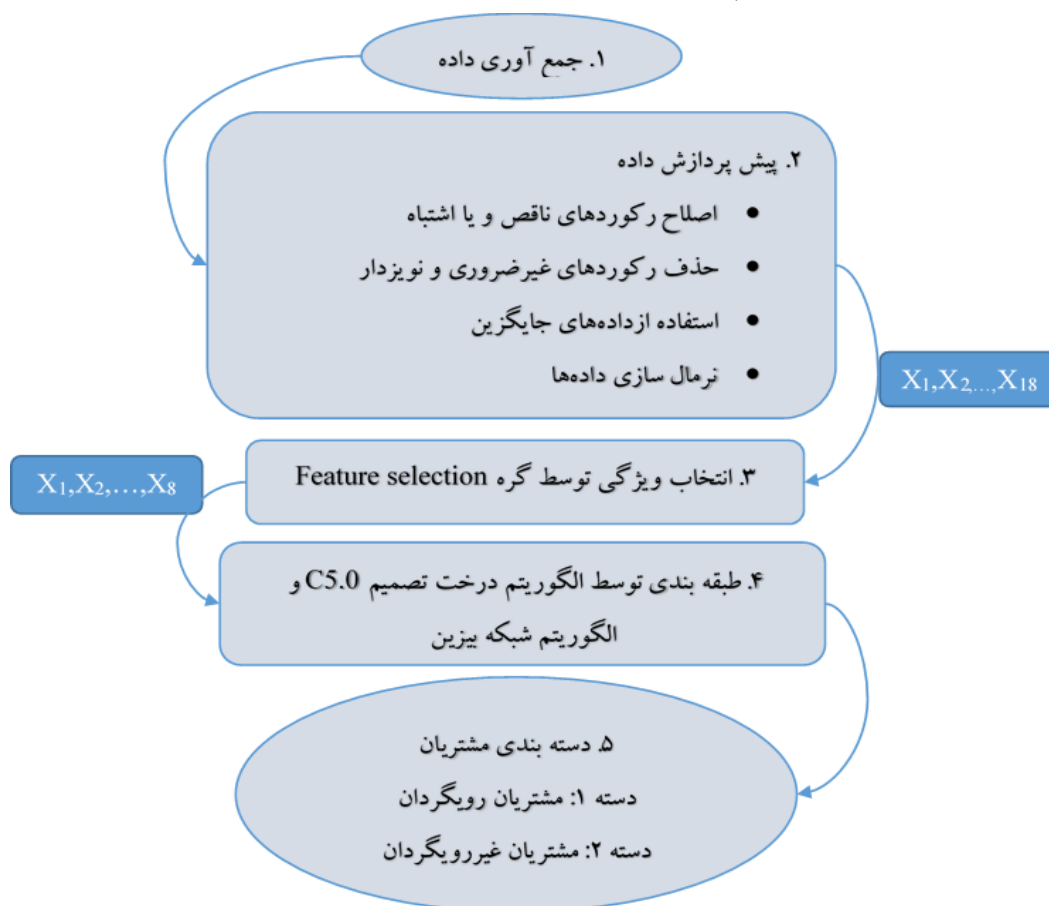 ۱. جمع آوری داده
۲. پیش پردازش داده
• اصلاح رکوردهای ناقص و یا اشتباه
• حذف رکوردهای غیرضروری و نویزدار
• استفاده ازداده‌های جایگزین
• نرمال سازی داده‌ها
X₁,X₂,...,X₁₈
۳. انتخاب ویژگی توسط گره Feature selection
X₁,X₂,…,X₈
۴. طبقه بندی توسط الگوریتم درخت تصمیم C5.0 و
الگوریتم شبکه بیزین
۵. دسته بندی مشتریان
دسته ۱: مشتریان رویگردان
دسته ۲: مشتریان غیررویگردان